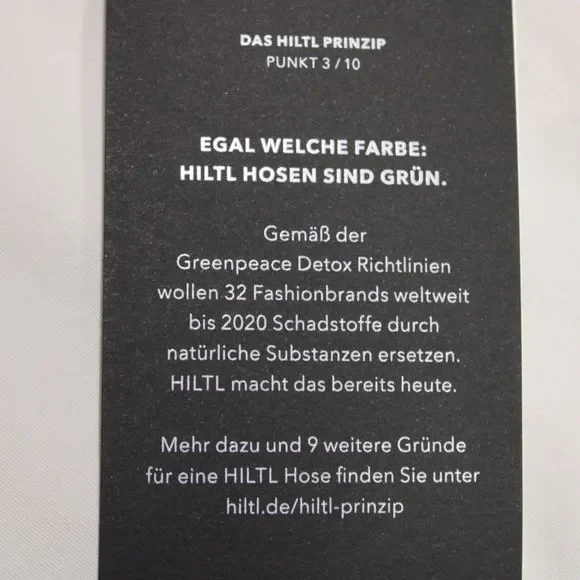 DAS HILTL PRINZIP
PUNKT 3 / 10
EGAL WELCHE FARBE:
HILTL HOSEN SIND GRÜN.
Gemäß der
Greenpeace Detox Richtlinien
wollen 32 Fashionbrands weltweit
bis 2020 Schadstoffe durch
natürliche Substanzen ersetzen.
HILTL macht das bereits heute.
Mehr dazu und 9 weitere Gründe
für eine HILTL Hose finden Sie unter
hiltl.de/hiltl-prinzip